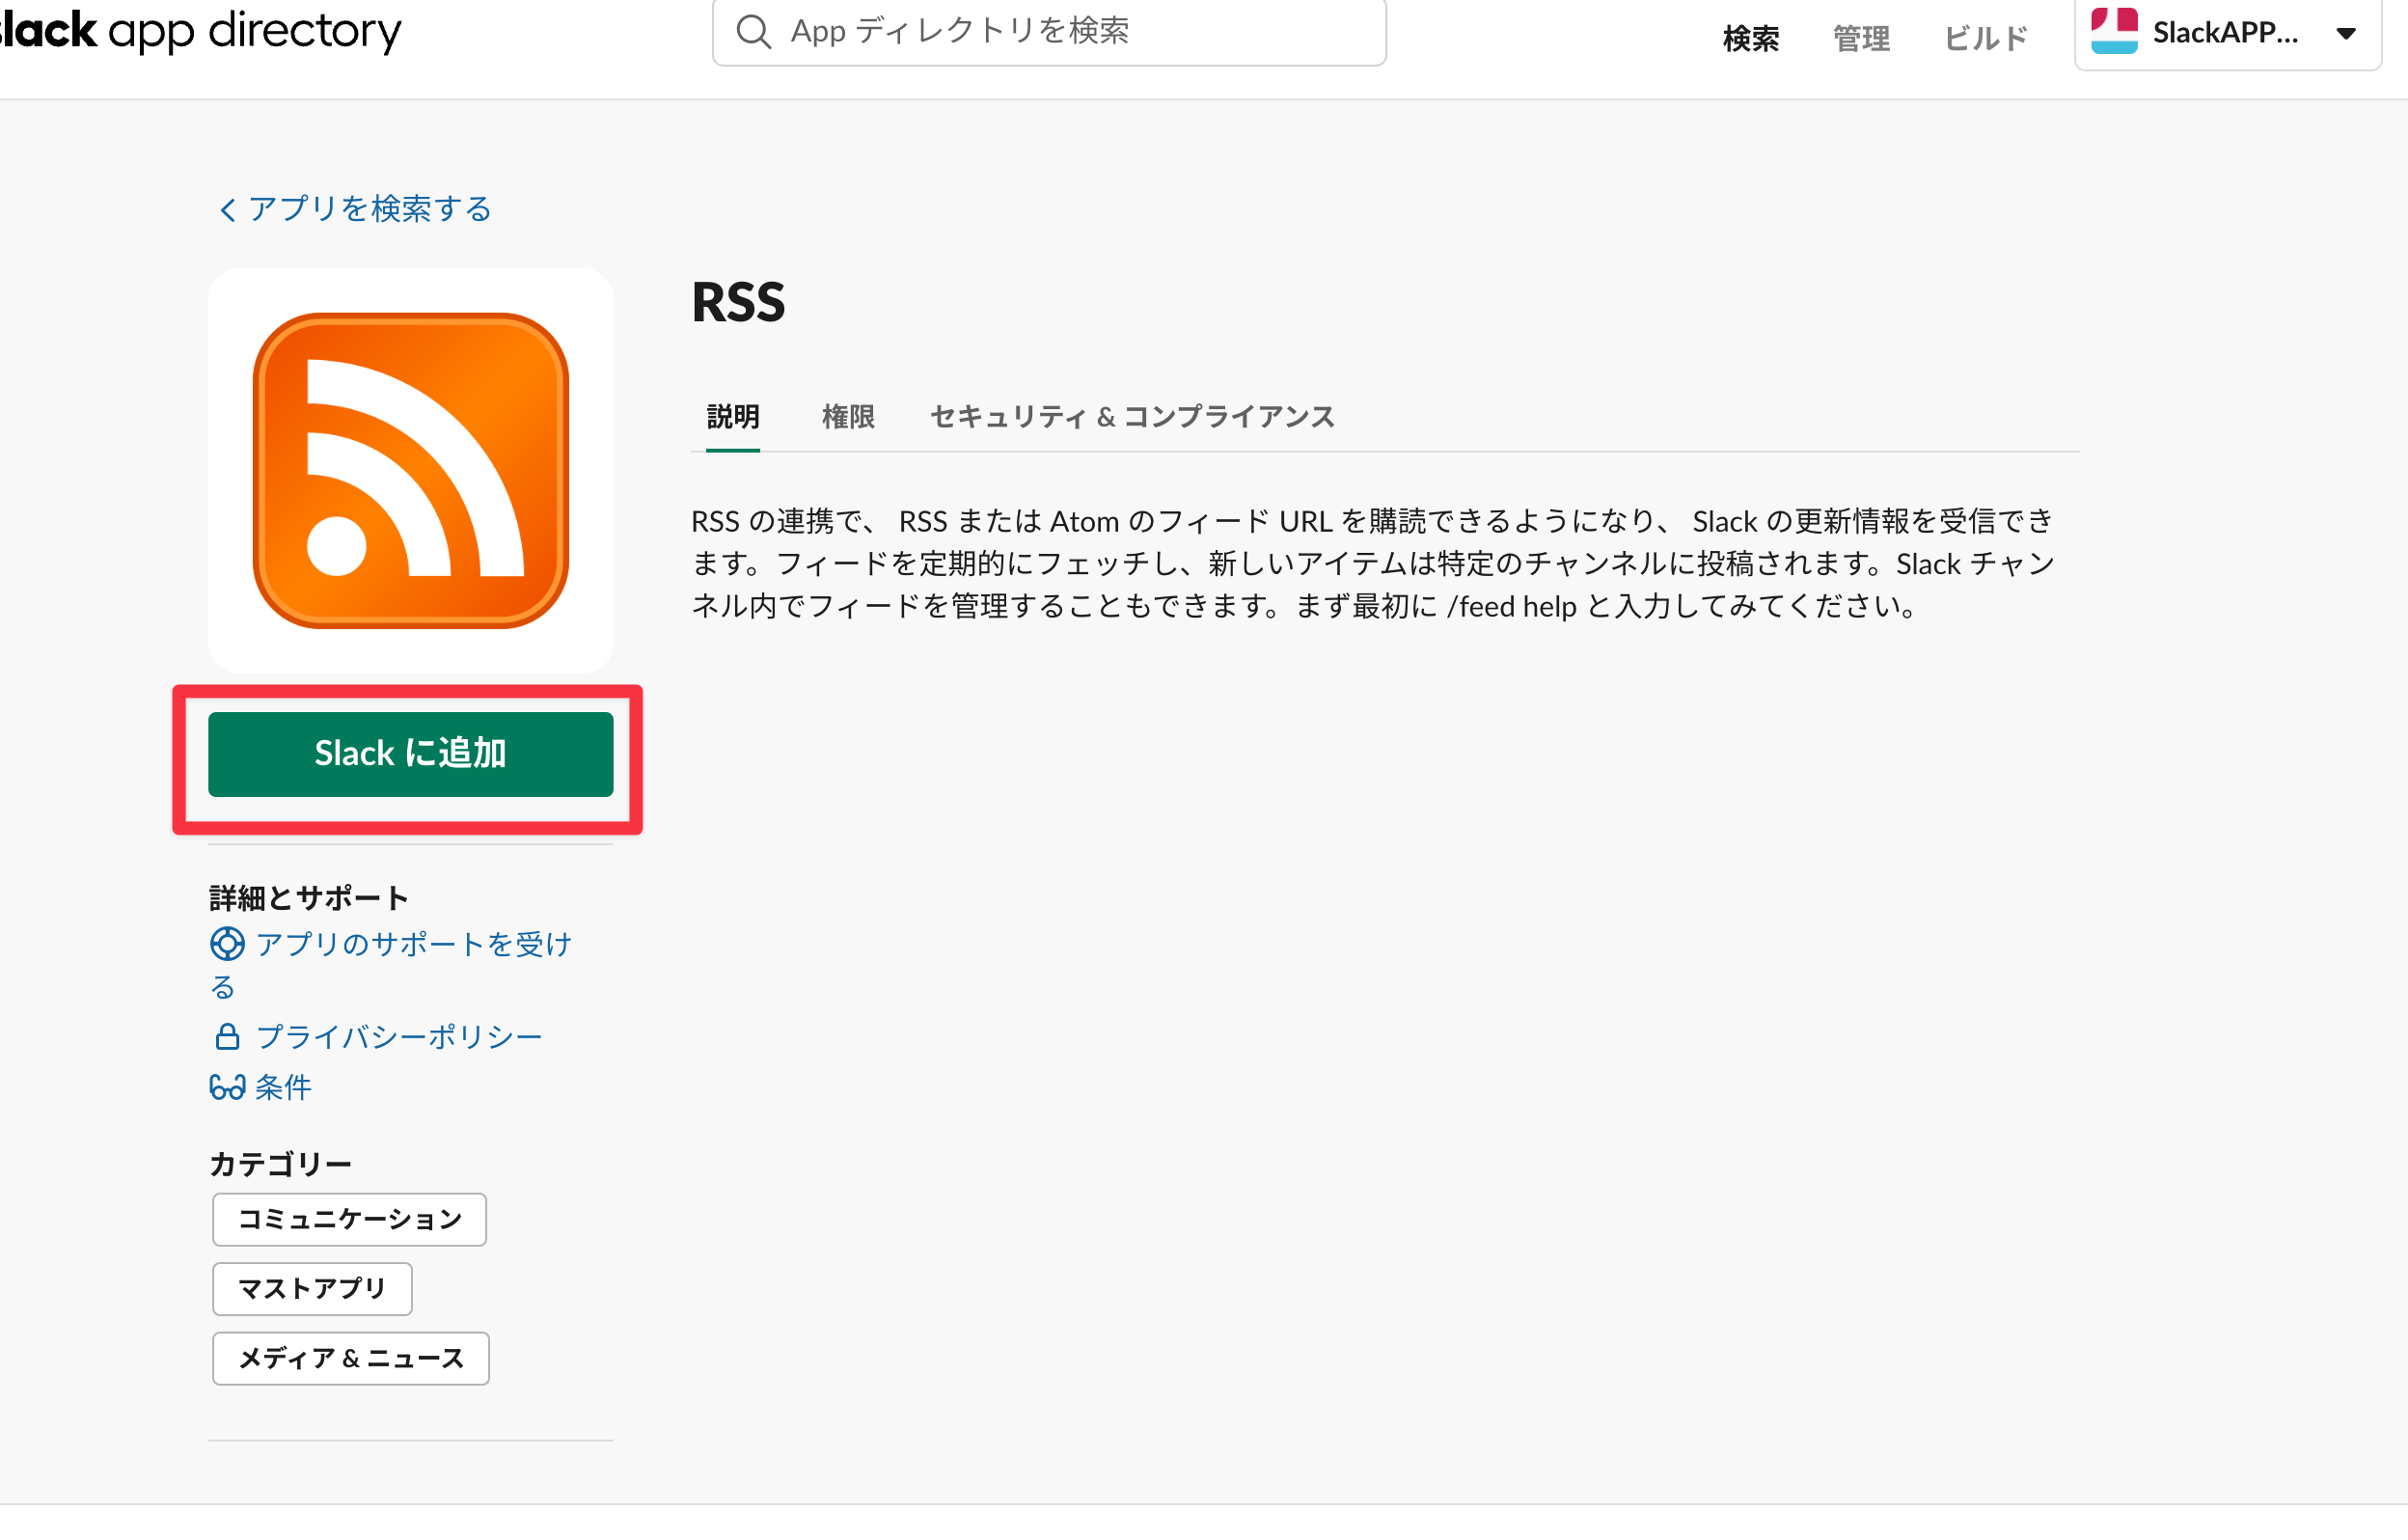 slack app directory
App ディレクトリを検索
検索
管理
ビルド
SlackAPP...
アプリを検索する
RSS
説明
権限
セキュリティ & コンプライアンス
RSS の連携で、 RSS または Atom のフィード URL を購読できるようになり、 Slack の更新情報を受信でき
ます。フィードを定期的にフェッチし、新しいアイテムは特定のチャンネルに投稿されます。Slack チャン
ネル内でフィードを管理することもできます。まず最初に /feed help と入力してみてください。
Slack に追加
詳細とサポート
アプリのサポートを受け
る
プライバシーポリシー
条件
カテゴリー
コミュニケーション
マストアプリ
メディア & ニュース